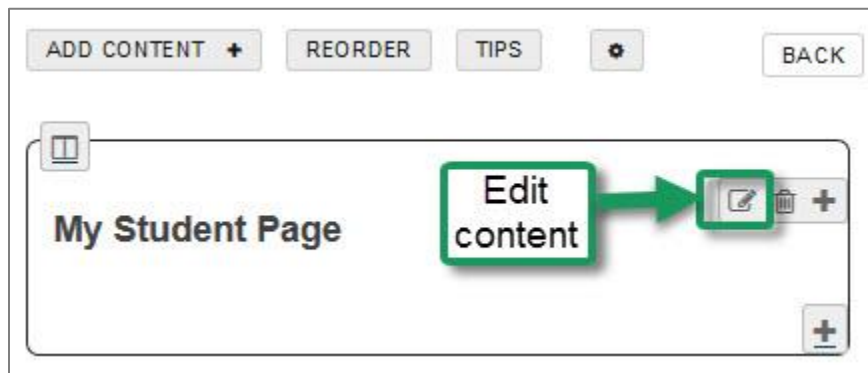 ADD CONTENT +
REORDER
TIPS
BACK
My Student Page
Edit
content